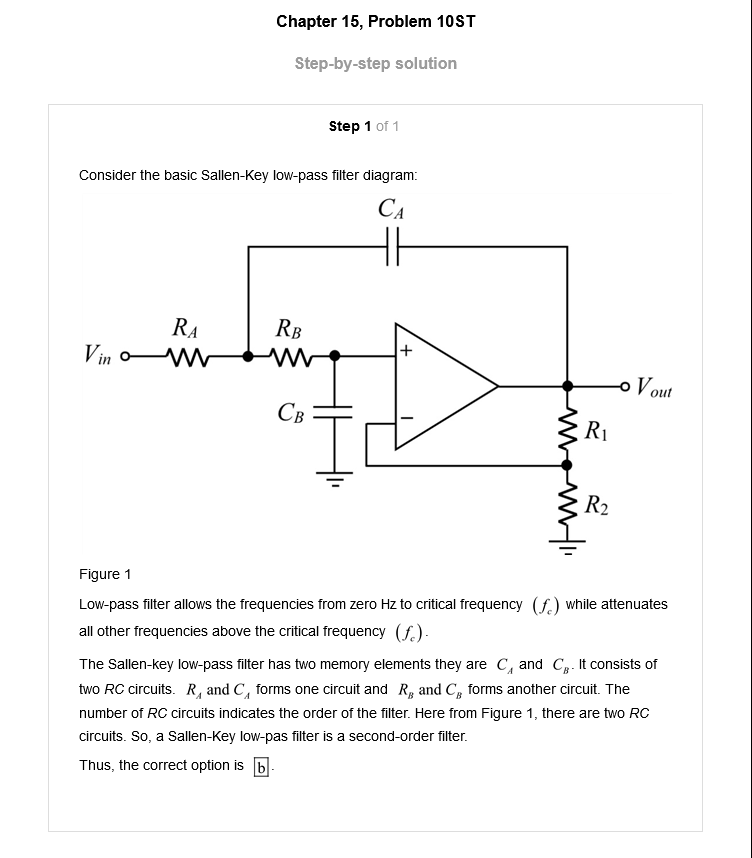 Chapter 15, Problem 10ST
Step-by-step solution
Step 1 of 1
Consider the basic Sallen-Key low-pass filter diagram:
C_A
R_A
R_B
V_in
+
V_out
C_B
−
R_1
R_2
Figure 1
Low-pass filter allows the frequencies from zero Hz to critical frequency (f_c) while attenuates
all other frequencies above the critical frequency (f_c).
The Sallen-key low-pass filter has two memory elements they are C_A and C_B. It consists of
two RC circuits. R_A and C_A forms one circuit and R_B and C_B forms another circuit. The
number of RC circuits indicates the order of the filter. Here from Figure 1, there are two RC
circuits. So, a Sallen-Key low-pas filter is a second-order filter.
Thus, the correct option is b.